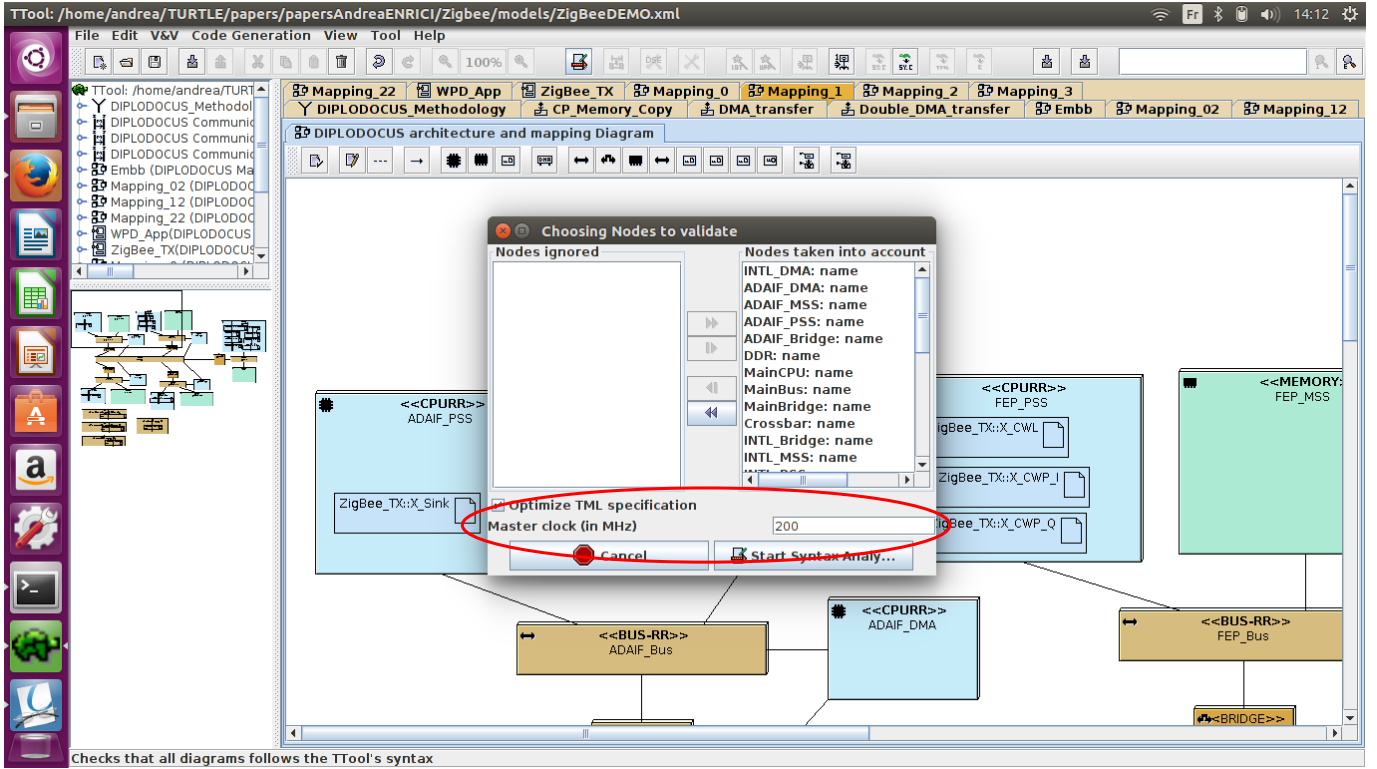 TTool: /home/andrea/TURTLE/papers/papersAndreaENRICI/Zigbee/models/ZigBeeDEMO.xml
Fr
14:12
File Edit V&V Code Generation View Tool Help
100%
TTool: /home/andrea/TURT
DIPLODOCUS_Methodol
DIPLODOCUS Communic
DIPLODOCUS Communic
DIPLODOCUS Communic
Embb (DIPLODOCUS Ma
Mapping_02 (DIPLODOC
Mapping_12 (DIPLODOC
Mapping_22 (DIPLODOC
WPD_App(DIPLODOCUS
ZigBee_TX(DIPLODOCUS
Mapping_22 WPD_App ZigBee_TX Mapping_0 Mapping_1 Mapping_2 Mapping_3
DIPLODOCUS_Methodology CP_Memory_Copy DMA_transfer Double_DMA_transfer Embb Mapping_02 Mapping_12
DIPLODOCUS architecture and mapping Diagram
Choosing Nodes to validate
Nodes ignored
Nodes taken into account
INTL_DMA: name
ADAIF_DMA: name
ADAIF_MSS: name
ADAIF_PSS: name
ADAIF_Bridge: name
DDR: name
MainCPU: name
MainBus: name
MainBridge: name
Crossbar: name
INTL_Bridge: name
INTL_MSS: name
Optimize TML specification
Master clock (in MHz)
200
Cancel
Start Syntax Analy...
<<CPURR>>
ADAIF_PSS
ZigBee_TX::X_Sink
<<CPURR>>
FEP_PSS
igBee_TX::X_CWL
ZigBee_TX::X_CWP_I
igBee_TX::X_CWP_Q
<<MEMORY>
FEP_MSS
<<BUS-RR>>
ADAIF_Bus
<<CPURR>>
ADAIF_DMA
<<BUS-RR>>
FEP_Bus
<BRIDGE>>
Checks that all diagrams follows the TTool's syntax